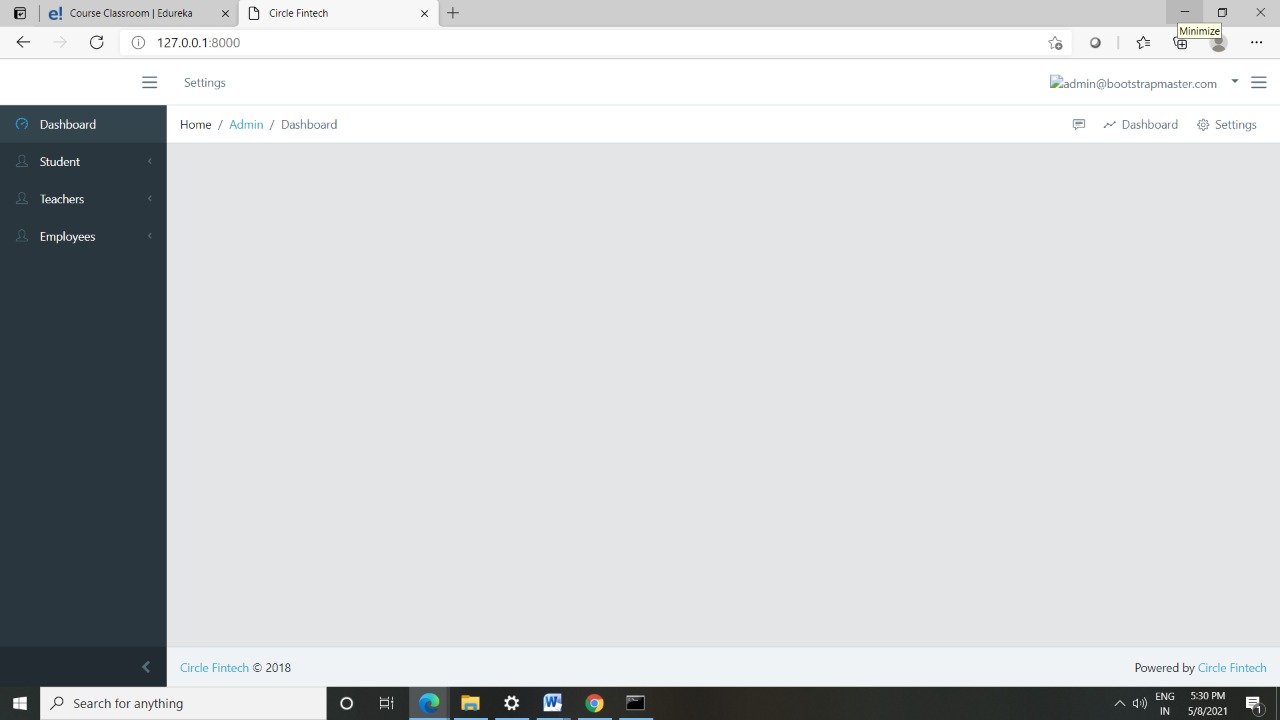 e! Course Classroom | Edureka
Circle Fintech
Minimize
127.0.0.1:8000
Settings
admin@bootstrapmaster.com
Dashboard
Home / Admin / Dashboard
Dashboard
Settings
Student
Teachers
Employees
Circle Fintech © 2018
Powered by Circle Fintech
Search for anything
ENG
IN
5:30 PM
5/8/2021
1